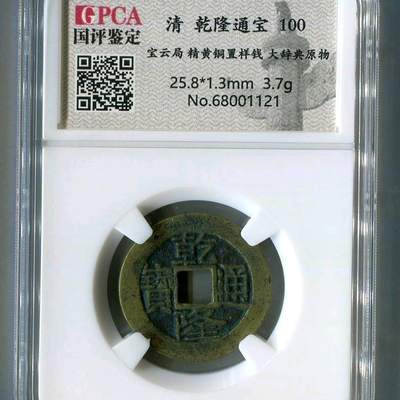 GPCA
国评鉴定
清 乾隆通宝 100
宝云局 精黄铜置样钱 大辞典原物
25.8*1.3mm 3.7g
No.68001121
乾隆通寶